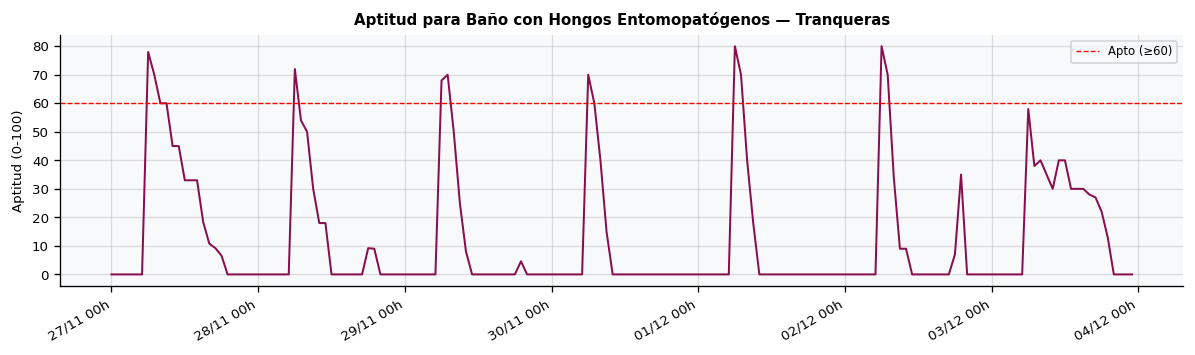 Aptitud para Baño con Hongos Entomopatógenos — Tranqueras
Apto (≥60)
Aptitud (0-100)
80
70
60
50
40
30
20
10
0
27/11 00h
28/11 00h
29/11 00h
30/11 00h
01/12 00h
02/12 00h
03/12 00h
04/12 00h